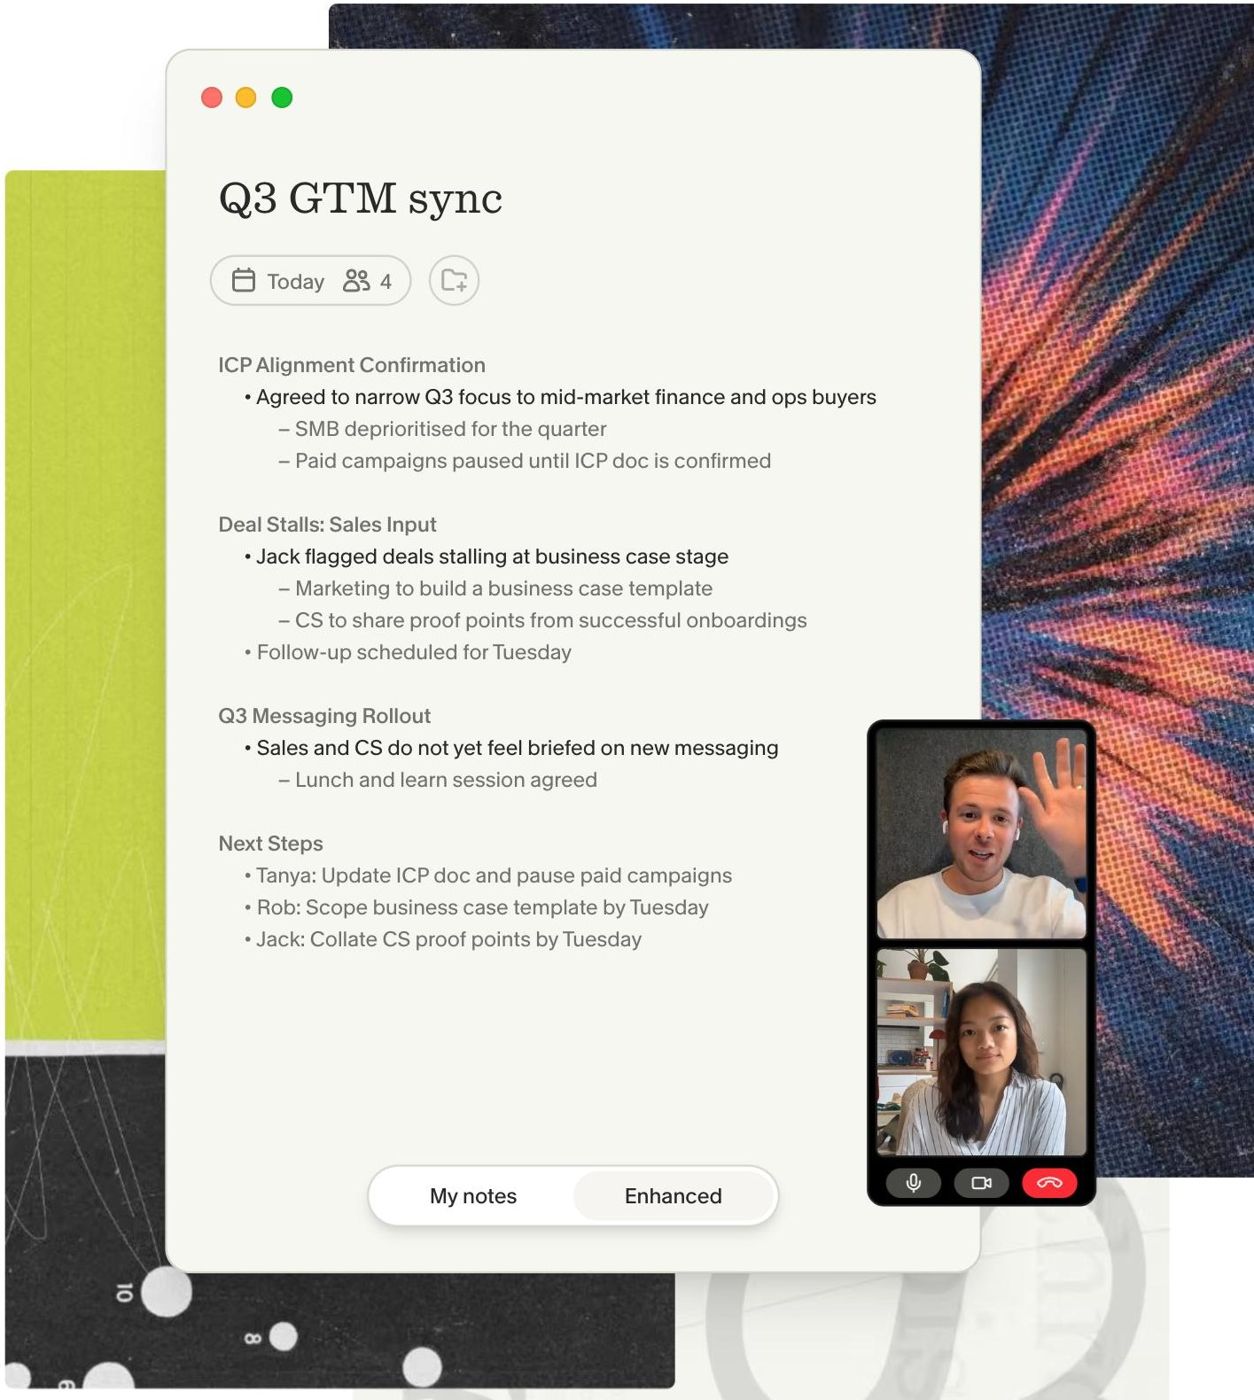 Q3 GTM sync
Today 4
ICP Alignment Confirmation
• Agreed to narrow Q3 focus to mid-market finance and ops buyers
– SMB deprioritised for the quarter
– Paid campaigns paused until ICP doc is confirmed
Deal Stalls: Sales Input
• Jack flagged deals stalling at business case stage
– Marketing to build a business case template
– CS to share proof points from successful onboardings
• Follow-up scheduled for Tuesday
Q3 Messaging Rollout
• Sales and CS do not yet feel briefed on new messaging
– Lunch and learn session agreed
Next Steps
• Tanya: Update ICP doc and pause paid campaigns
• Rob: Scope business case template by Tuesday
• Jack: Collate CS proof points by Tuesday
My notes Enhanced
10
8